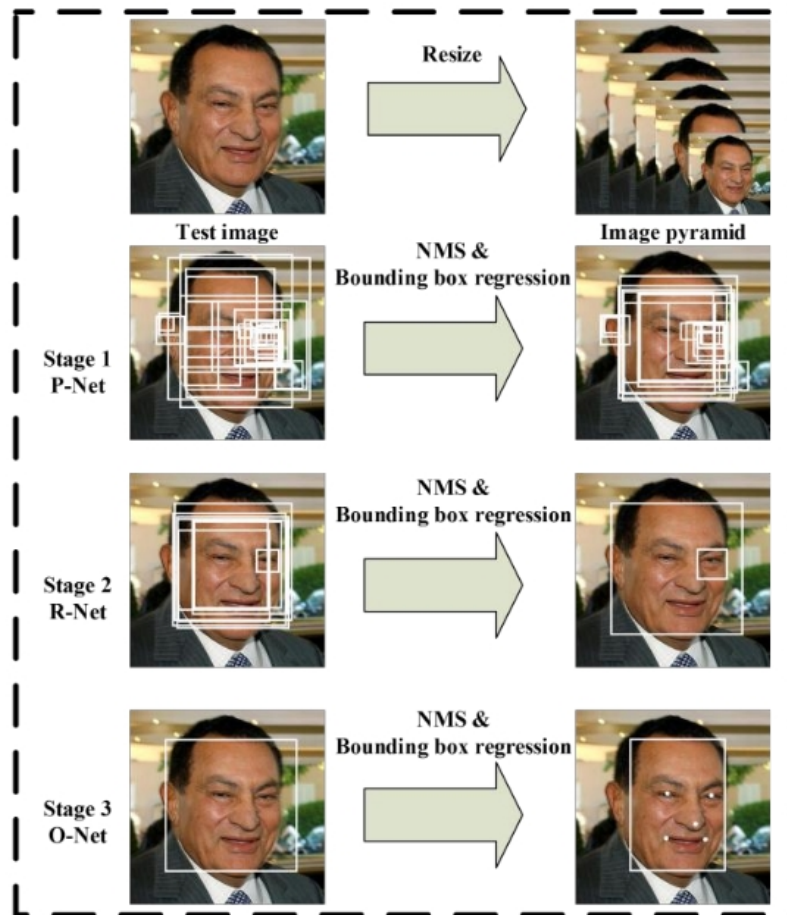 Resize
Test image
Image pyramid
NMS &
Bounding box regression
Stage 1
P-Net
NMS &
Bounding box regression
Stage 2
R-Net
NMS &
Bounding box regression
Stage 3
O-Net